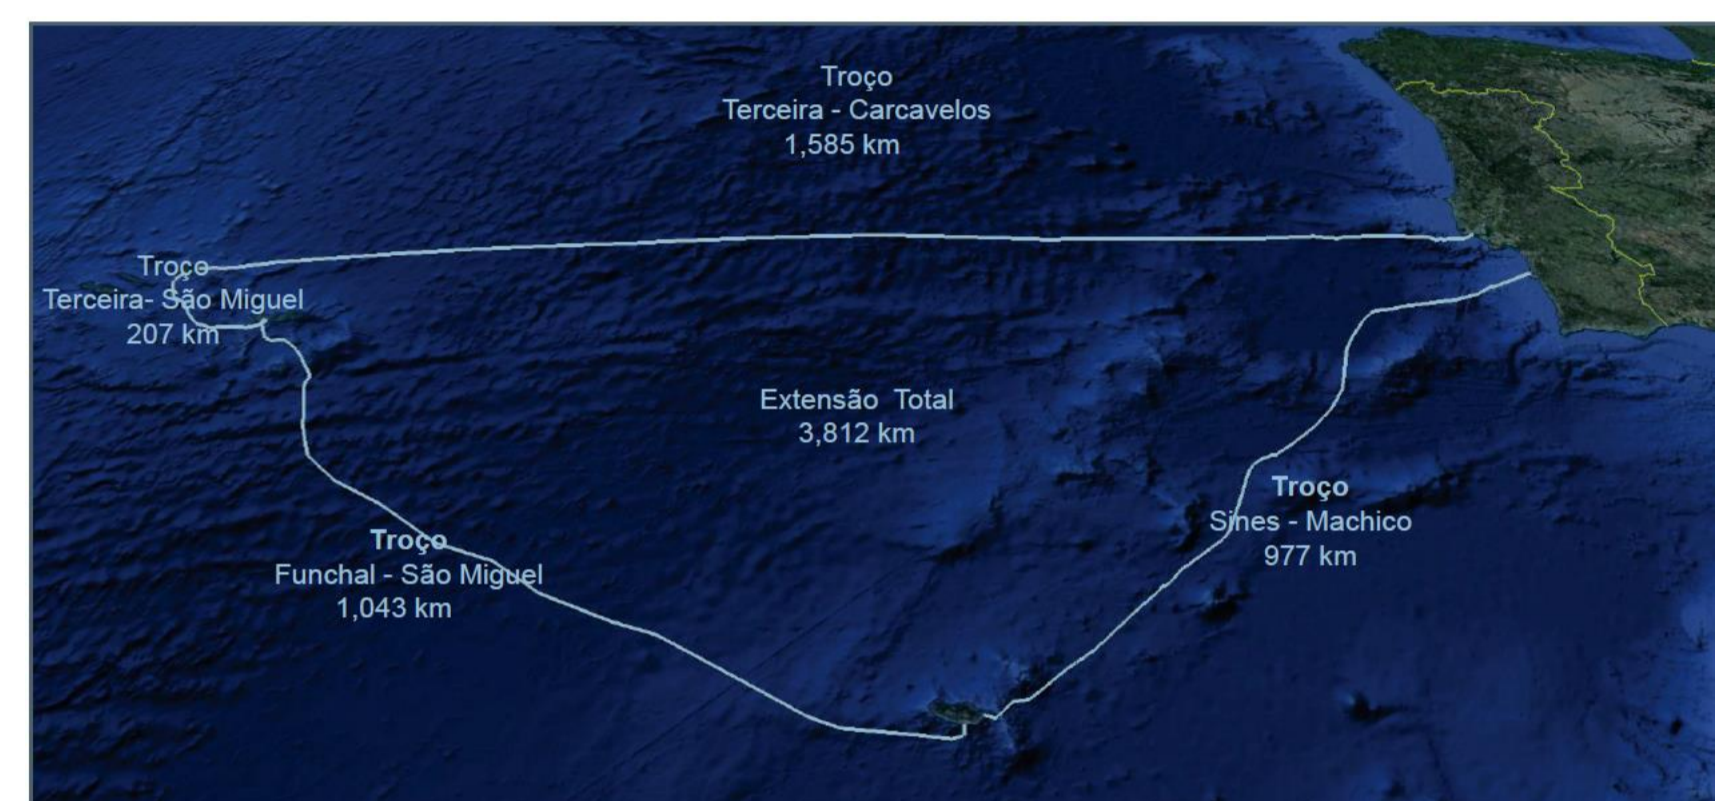 Troço
Terceira - Carcavelos
1,585 km
Troço
Terceira- São Miguel
207 km
Extensão  Total
3,812 km
Troço
Sines - Machico
977 km
Troço
Funchal - São Miguel
1,043 km